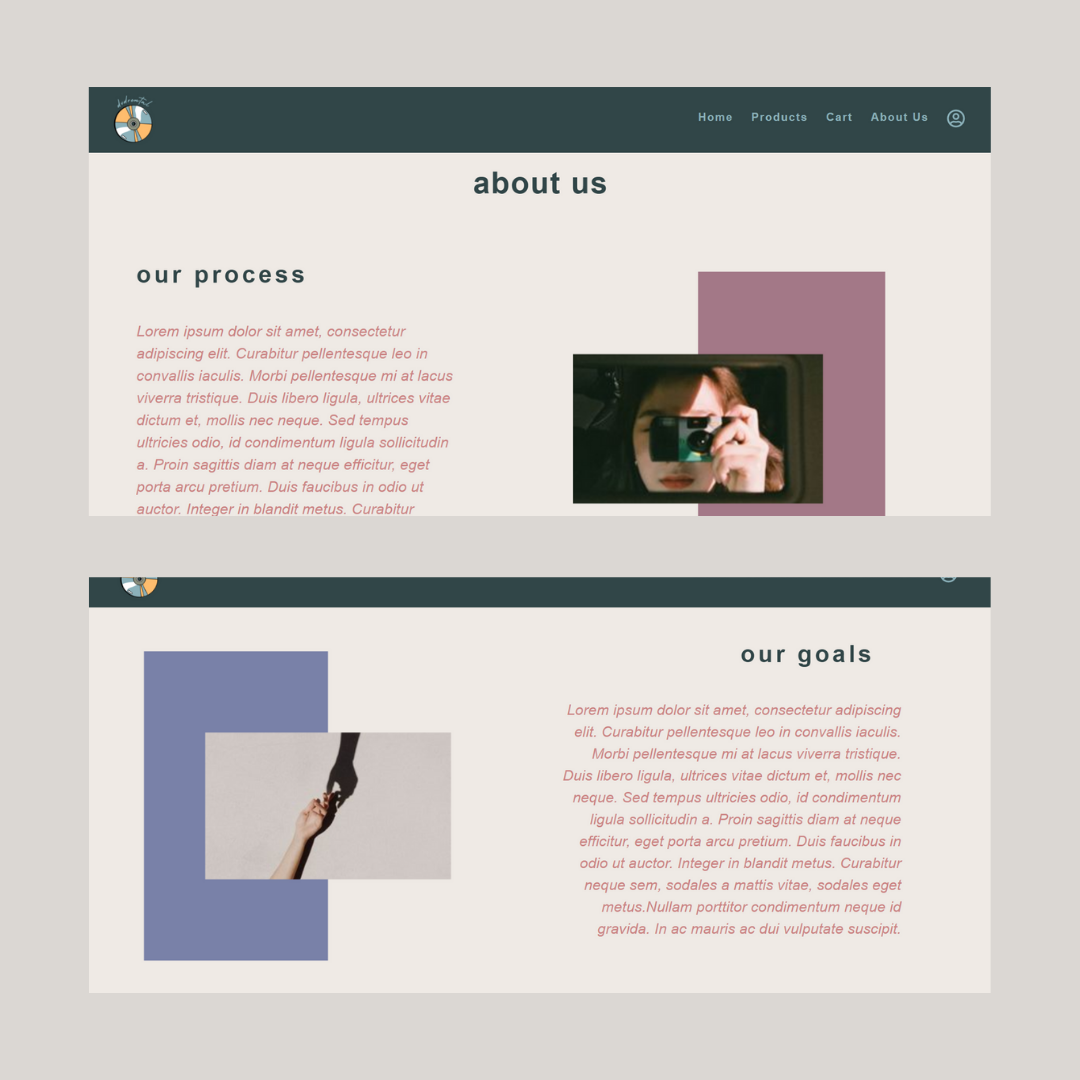 Home Products Cart About Us
about us
our process
Lorem ipsum dolor sit amet, consectetur
adipiscing elit. Curabitur pellentesque leo in
convallis iaculis. Morbi pellentesque mi at lacus
viverra tristique. Duis libero ligula, ultrices vitae
dictum et, mollis nec neque. Sed tempus
ultricies odio, id condimentum ligula sollicitudin
a. Proin sagittis diam at neque efficitur, eget
porta arcu pretium. Duis faucibus in odio ut
auctor. Integer in blandit metus. Curabitur
our goals
Lorem ipsum dolor sit amet, consectetur adipiscing
elit. Curabitur pellentesque leo in convallis iaculis.
Morbi pellentesque mi at lacus viverra tristique.
Duis libero ligula, ultrices vitae dictum et, mollis nec
neque. Sed tempus ultricies odio, id condimentum
ligula sollicitudin a. Proin sagittis diam at neque
efficitur, eget porta arcu pretium. Duis faucibus in
odio ut auctor. Integer in blandit metus. Curabitur
neque sem, sodales a mattis vitae, sodales eget
metus.Nullam porttitor condimentum neque id
gravida. In ac mauris ac dui vulputate suscipit.